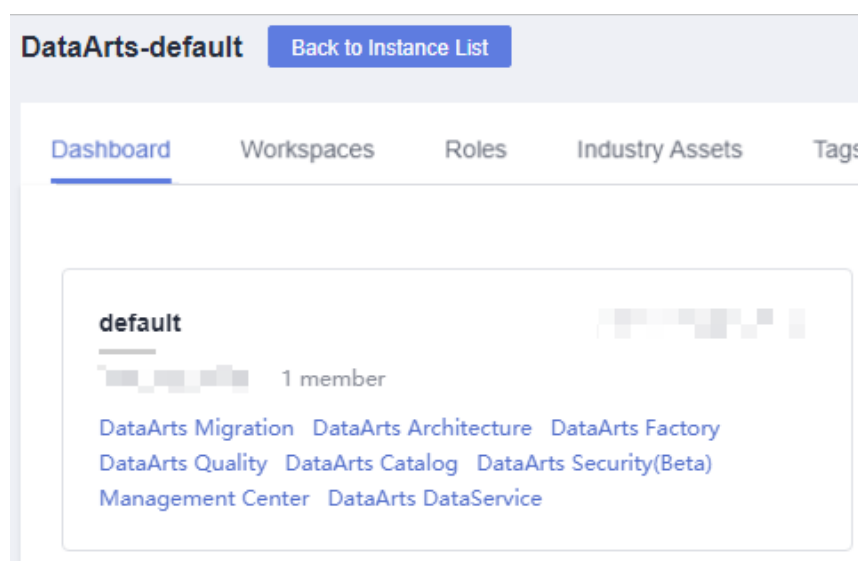 DataArts-default Back to Instance List
Dashboard Workspaces Roles Industry Assets Tags
default
1 member
DataArts Migration DataArts Architecture DataArts Factory
DataArts Quality DataArts Catalog DataArts Security(Beta)
Management Center DataArts DataService